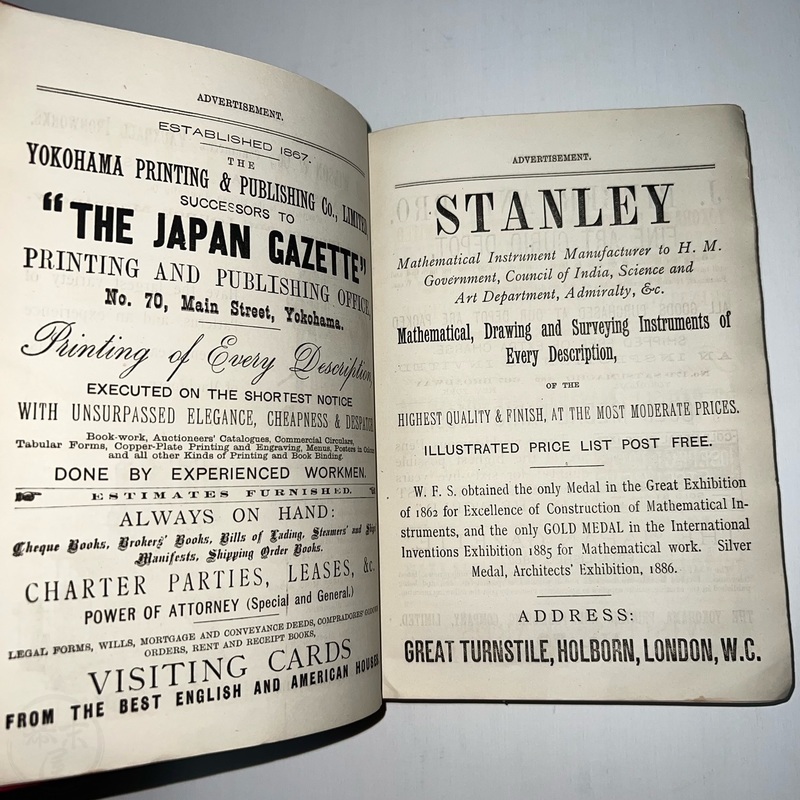 ADVERTISEMENT.
ESTABLISHED 1867.
THE
YOKOHAMA PRINTING & PUBLISHING Co., LIMITED
SUCCESSORS TO
"THE JAPAN GAZETTE"
PRINTING AND PUBLISHING OFFICE,
No. 70, Main Street, Yokohama.
Printing of Every Description,
EXECUTED ON THE SHORTEST NOTICE
WITH UNSURPASSED ELEGANCE, CHEAPNESS & DESPATCH
Book-work, Auctioneers' Catalogues, Commercial Circulars,
Tabular Forms, Copper-Plate Printing and Engraving, Menus, Posters in Colours
and all other Kinds of Printing and Book Binding.
DONE BY EXPERIENCED WORKMEN.
ESTIMATES FURNISHED.
ALWAYS ON HAND:
Cheque Books, Brokers' Books, Bills of Lading, Steamers' and Ships
Manifests, Shipping Order Books.
CHARTER PARTIES, LEASES, &c.
POWER OF ATTORNEY (Special and General.)
LEGAL FORMS, WILLS, MORTGAGE AND CONVEYANCE DEEDS, COMPRADORES'
ORDERS, RENT AND RECEIPT BOOKS,
VISITING CARDS
FROM THE BEST ENGLISH AND AMERICAN HOUSES
ADVERTISEMENT.
STANLEY
Mathematical Instrument Manufacturer to H. M.
Government, Council of India, Science and
Art Department, Admiralty, &c.
Mathematical, Drawing and Surveying Instruments of
Every Description,
OF THE
HIGHEST QUALITY & FINISH, AT THE MOST MODERATE PRICES.
ILLUSTRATED PRICE LIST POST FREE.
W. F. S. obtained the only Medal in the Great Exhibition
of 1862 for Excellence of Construction of Mathematical In-
struments, and the only GOLD MEDAL in the International
Inventions Exhibition 1885 for Mathematical work. Silver
Medal, Architects' Exhibition, 1886.
ADDRESS:
GREAT TURNSTILE, HOLBORN, LONDON, W.C.